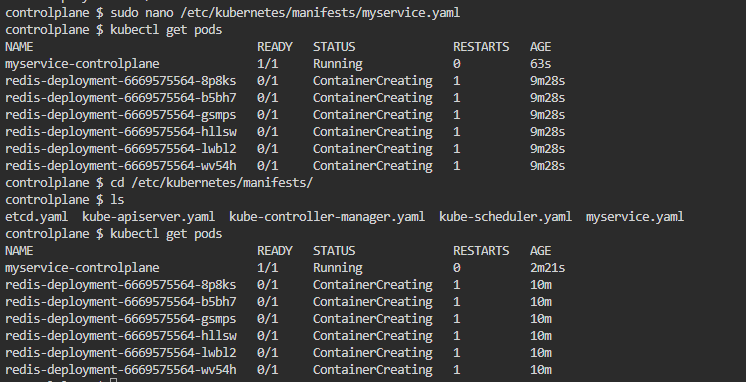 controlplane $ sudo nano /etc/kubernetes/manifests/myservice.yaml
controlplane $ kubectl get pods
NAME READY STATUS RESTARTS AGE
myservice-controlplane 1/1 Running 0 63s
redis-deployment-6669575564-8p8ks 0/1 ContainerCreating 1 9m28s
redis-deployment-6669575564-b5bh7 0/1 ContainerCreating 1 9m28s
redis-deployment-6669575564-gsmps 0/1 ContainerCreating 1 9m28s
redis-deployment-6669575564-hllsw 0/1 ContainerCreating 1 9m28s
redis-deployment-6669575564-lwbl2 0/1 ContainerCreating 1 9m28s
redis-deployment-6669575564-wv54h 0/1 ContainerCreating 1 9m28s
controlplane $ cd /etc/kubernetes/manifests/
controlplane $ ls
etcd.yaml kube-apiserver.yaml kube-controller-manager.yaml kube-scheduler.yaml myservice.yaml
controlplane $ kubectl get pods
NAME READY STATUS RESTARTS AGE
myservice-controlplane 1/1 Running 0 2m21s
redis-deployment-6669575564-8p8ks 0/1 ContainerCreating 1 10m
redis-deployment-6669575564-b5bh7 0/1 ContainerCreating 1 10m
redis-deployment-6669575564-gsmps 0/1 ContainerCreating 1 10m
redis-deployment-6669575564-hllsw 0/1 ContainerCreating 1 10m
redis-deployment-6669575564-lwbl2 0/1 ContainerCreating 1 10m
redis-deployment-6669575564-wv54h 0/1 ContainerCreating 1 10m